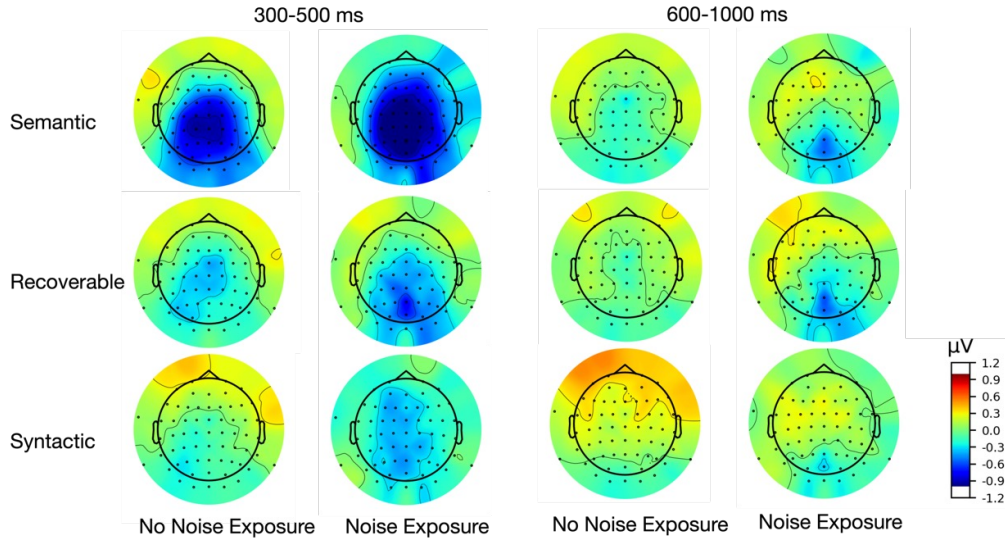 300-500 ms
600-1000 ms
Semantic
Recoverable
Syntactic
No Noise Exposure
Noise Exposure
No Noise Exposure
Noise Exposure
μV
1.2
0.9
0.6
0.3
0.0
-0.3
-0.6
-0.9
-1.2